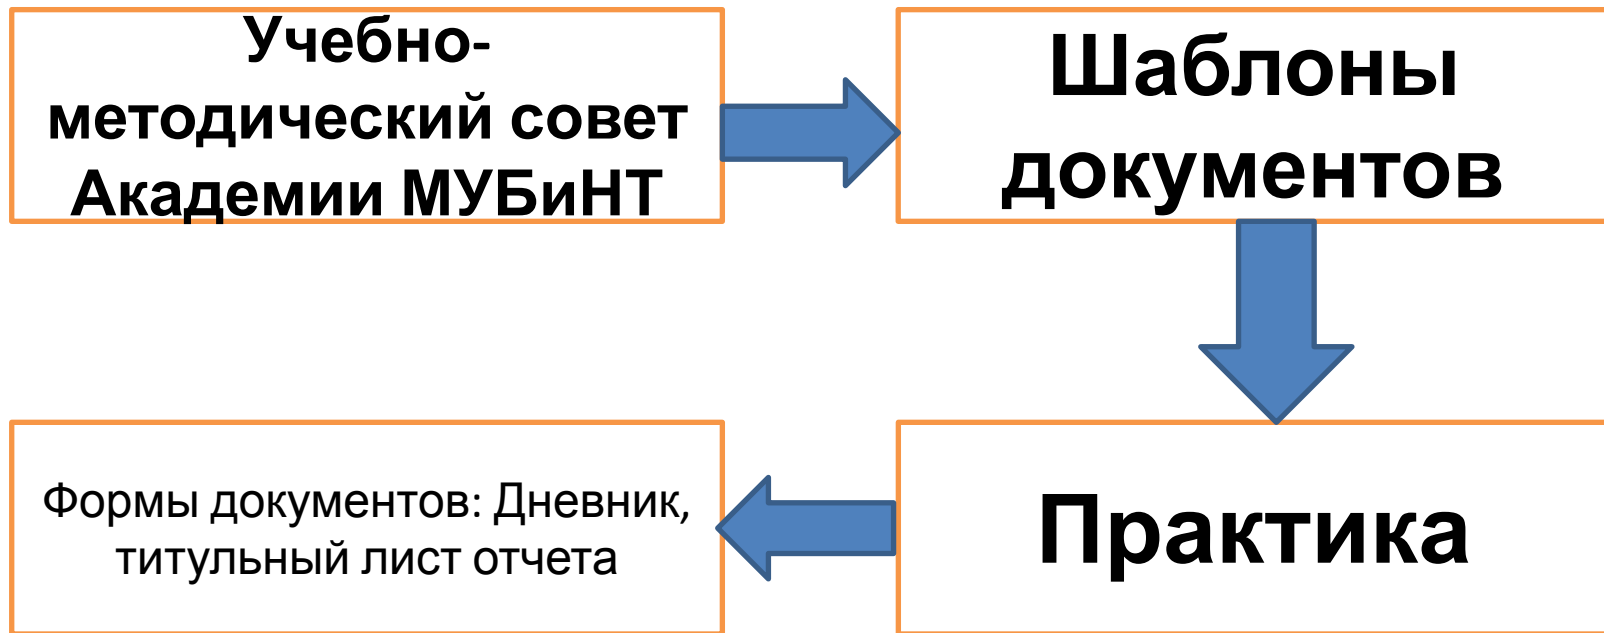 Учебно-
методический совет
Академии МУБиНТ
Шаблоны
документов
Формы документов: Дневник,
титульный лист отчета
Практика